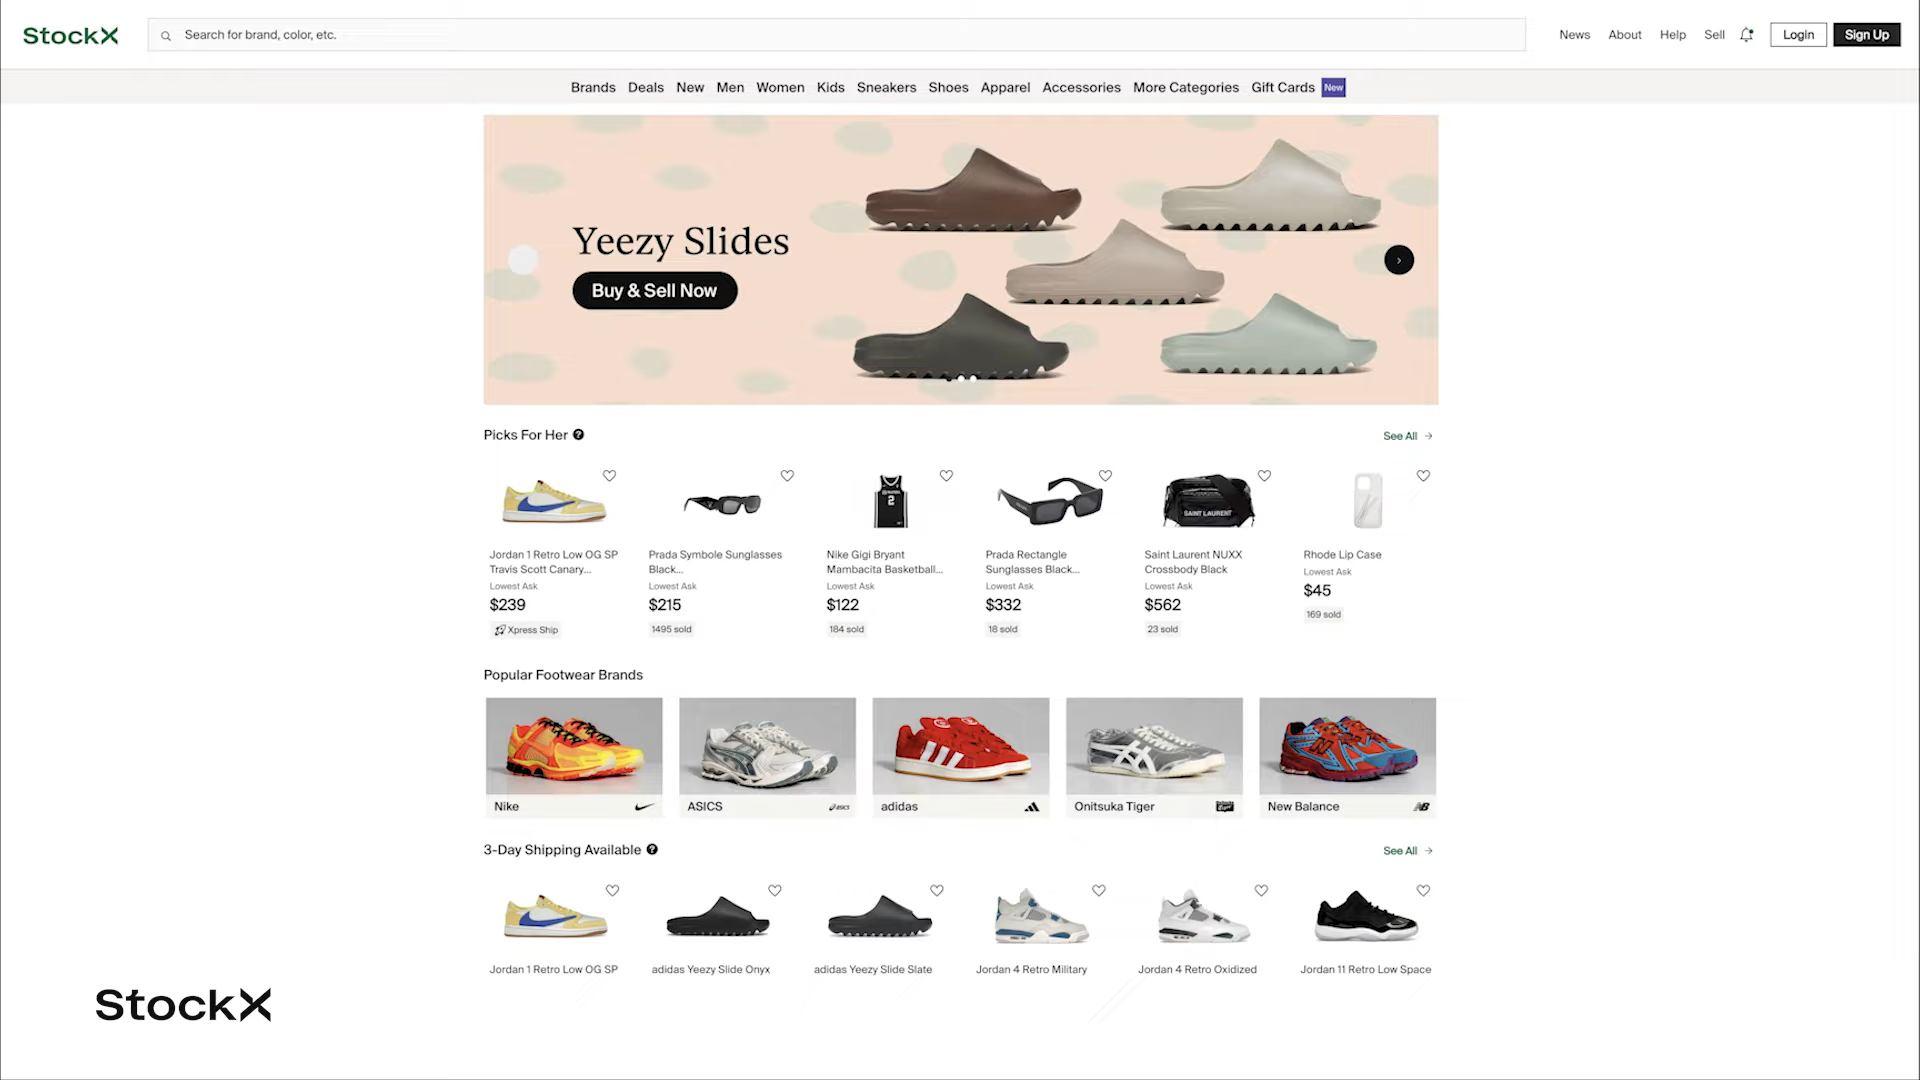 StockX
Search for brand, color, etc.
News About Help Sell Login Sign Up
Brands Deals New Men Women Kids Sneakers Shoes Apparel Accessories More Categories Gift Cards New
Yeezy Slides
Buy & Sell Now
Picks For Her ?
See All
SAINT LAURENT
2
Jordan 1 Retro Low OG SP
Travis Scott Canary...
Lowest Ask
$239
Xpress Ship
Prada Symbole Sunglasses
Black...
Lowest Ask
$215
1495 sold
Nike Gigi Bryant
Mambacita Basketball...
Lowest Ask
$122
184 sold
Prada Rectangle
Sunglasses Black...
Lowest Ask
$332
18 sold
Saint Laurent NUXX
Crossbody Black
Lowest Ask
$562
23 sold
Rhode Lip Case
Lowest Ask
$45
169 sold
Popular Footwear Brands
Nike
ASICS
asics
adidas
Onitsuka Tiger
New Balance
NB
3-Day Shipping Available ?
See All
Jordan 1 Retro Low OG SP
adidas Yeezy Slide Onyx
adidas Yeezy Slide Slate
Jordan 4 Retro Military
Jordan 4 Retro Oxidized
Jordan 11 Retro Low Space
StockX